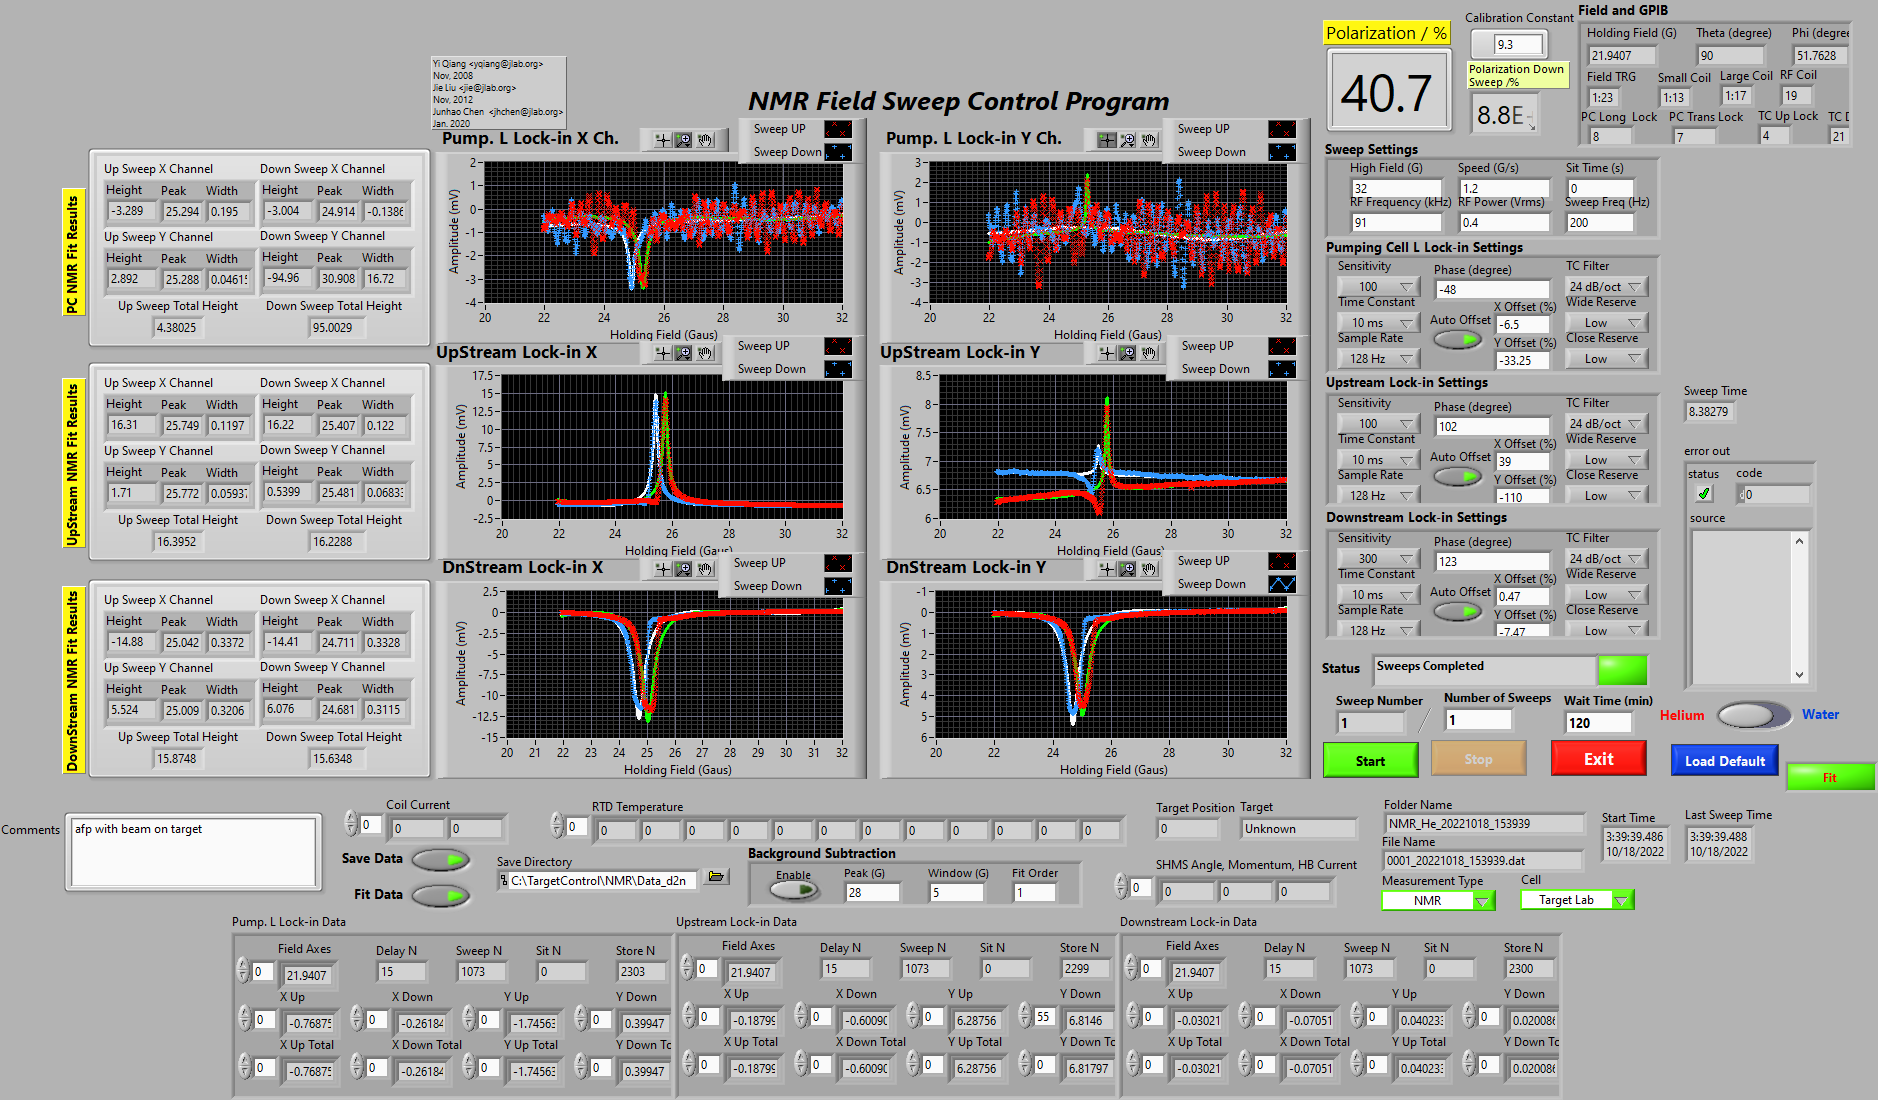 Yi Qiang <yqiang@jlab.org>
Nov, 2008
Jie Liu <jie@jlab.org>
Nov, 2012
Junhao Chen <jhchen@jlab.org>
Jan. 2020
NMR Field Sweep Control Program
Polarization / %
40.7
Calibration Constant
9.3
Polarization Down
Sweep /%
8.8E-
Field and GPIB
Holding Field (G) Theta (degree) Phi (degree
21.9407 90 51.7628
Field TRG Small Coil Large Coil RF Coil
1:23 1:13 1:17 19
PC Long Lock PC Trans Lock TC Up Lock TC D
8 7 4 21
PC NMR Fit Results
Up Sweep X Channel Down Sweep X Channel
Height Peak Width Height Peak Width
-3.289 25.294 0.195 -3.004 24.914 -0.1386
Up Sweep Y Channel Down Sweep Y Channel
Height Peak Width Height Peak Width
2.892 25.288 0.0461 -94.96 30.908 16.72
Up Sweep Total Height Down Sweep Total Height
4.38025 95.0029
Pump. L Lock-in X Ch.
Sweep UP
Sweep Down
Amplitude (mV)
2
1
0
-1
-2
-3
-4
20 22 24 26 28 30 32
Holding Field (Gaus)
Pump. L Lock-in Y Ch.
Sweep UP
Sweep Down
Amplitude (mV)
3
2
1
0
-1
-2
-3
-4
20 22 24 26 28 30 32
Holding Field (Gaus)
UpStream NMR Fit Results
Up Sweep X Channel Down Sweep X Channel
Height Peak Width Height Peak Width
16.31 25.749 0.1197 16.22 25.407 0.122
Up Sweep Y Channel Down Sweep Y Channel
Height Peak Width Height Peak Width
1.71 25.772 0.05937 0.5399 25.481 0.0683
Up Sweep Total Height Down Sweep Total Height
16.3952 16.2288
UpStream Lock-in X
Sweep UP
Sweep Down
Amplitude (mV)
17.5
15
12.5
10
7.5
5
2.5
0
-2.5
20 22 24 26 28 30 32
Holding Field (Gaus)
UpStream Lock-in Y
Sweep UP
Sweep Down
Amplitude (mV)
8.5
8
7.5
7
6.5
6
20 22 24 26 28 30 32
Holding Field (Gaus)
DownStream NMR Fit Results
Up Sweep X Channel Down Sweep X Channel
Height Peak Width Height Peak Width
-14.88 25.042 0.3372 -14.41 24.711 0.3328
Up Sweep Y Channel Down Sweep Y Channel
Height Peak Width Height Peak Width
5.524 25.009 0.3206 6.076 24.681 0.3115
Up Sweep Total Height Down Sweep Total Height
15.8748 15.6348
DnStream Lock-in X
Sweep UP
Sweep Down
Amplitude (mV)
2.5
0
-2.5
-5
-7.5
-10
-12.5
-15
20 21 22 23 24 25 26 27 28 29 30 32
Holding Field (Gaus)
DnStream Lock-in Y
Sweep UP
Sweep Down
Amplitude (mV)
-1
0
1
2
3
4
5
6
20 22 24 26 28 30 32
Holding Field (Gaus)
Sweep Settings
High Field (G) Speed (G/s) Sit Time (s)
32 1.2 0
RF Frequency (kHz) RF Power (Vrms) Sweep Freq (Hz)
91 0.4 200
Pumping Cell L Lock-in Settings
Sensitivity Phase (degree) TC Filter
100 -48 24 dB/oct
Time Constant X Offset (%) Wide Reserve
10 ms Auto Offset -6.5 Low
Sample Rate Y Offset (%) Close Reserve
128 Hz -33.25 Low
Upstream Lock-in Settings
Sensitivity Phase (degree) TC Filter
100 102 24 dB/oct
Time Constant X Offset (%) Wide Reserve
10 ms Auto Offset 39 Low
Sample Rate Y Offset (%) Close Reserve
128 Hz -110 Low
Downstream Lock-in Settings
Sensitivity Phase (degree) TC Filter
300 123 24 dB/oct
Time Constant X Offset (%) Wide Reserve
10 ms Auto Offset 0.47 Low
Sample Rate Y Offset (%) Close Reserve
128 Hz -7.47 Low
Sweep Time
8.38279
error out
status code
0
source
Status Sweeps Completed
Sweep Number Number of Sweeps Wait Time (min)
1 / 1 120
Helium Water
Start Stop Exit Load Default Fit
Comments afp with beam on target
Coil Current
0 0 0
Save Data
Fit Data
RTD Temperature
0 0 0 0 0 0 0 0 0 0 0 0 0
Save Directory
C:\TargetControl\NMR\Data_d2n
Background Subtraction
Enable Peak (G) Window (G) Fit Order
28 5 1
Target Position Target
0 Unknown
SHMS Angle, Momentum, HB Current
0 0 0 0
Folder Name
NMR_He_20221018_153939
File Name
0001_20221018_153939.dat
Measurement Type Cell
NMR Target Lab
Start Time Last Sweep Time
3:39:39.486 3:39:39.488
10/18/2022 10/18/2022
Pump. L Lock-in Data
Field Axes Delay N Sweep N Sit N Store N
0 21.9407 15 1073 0 2303
X Up X Down Y Up Y Down
0 -0.7687 0 -0.26184 0 -1.7456 0 0.39947
X Up Total X Down Total Y Up Total Y Down To
0 -0.7687 0 -0.26184 0 -1.7456 0 0.39947
Upstream Lock-in Data
Field Axes Delay N Sweep N Sit N Store N
0 21.9407 15 1073 0 2299
X Up X Down Y Up Y Down
0 -0.18799 0 -0.6009 0 6.28756 55 6.8146
X Up Total X Down Total Y Up Total Y Down To
0 -0.18799 0 -0.6009 0 6.28756 0 6.81797
Downstream Lock-in Data
Field Axes Delay N Sweep N Sit N Store N
0 21.9407 15 1073 0 2300
X Up X Down Y Up Y Down
0 -0.03021 0 -0.07051 0 0.04023 0 0.02008
X Up Total X Down Total Y Up Total Y Down To
0 -0.03021 0 -0.07051 0 0.04023 0 0.02008